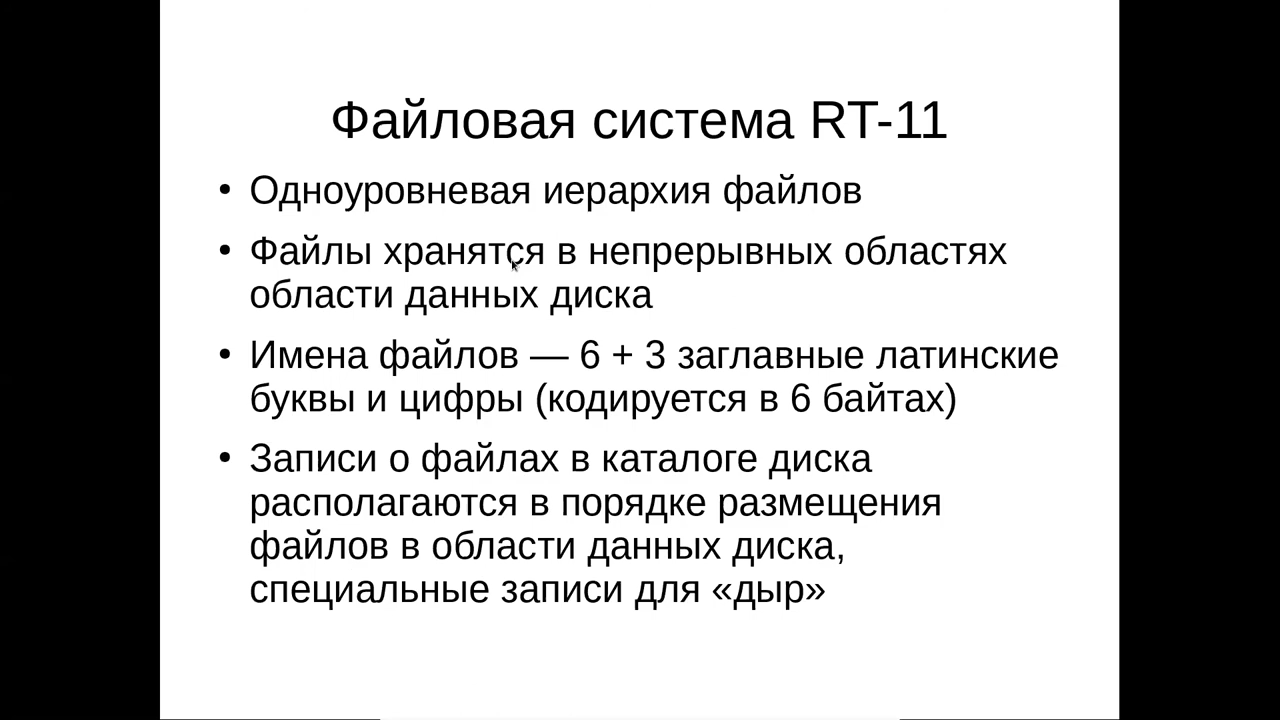 Файловая система RT-11
• Одноуровневая иерархия файлов
• Файлы хранятся в непрерывных областях
области данных диска
• Имена файлов — 6 + 3 заглавные латинские
буквы и цифры (кодируется в 6 байтах)
• Записи о файлах в каталоге диска
располагаются в порядке размещения
файлов в области данных диска,
специальные записи для «дыр»